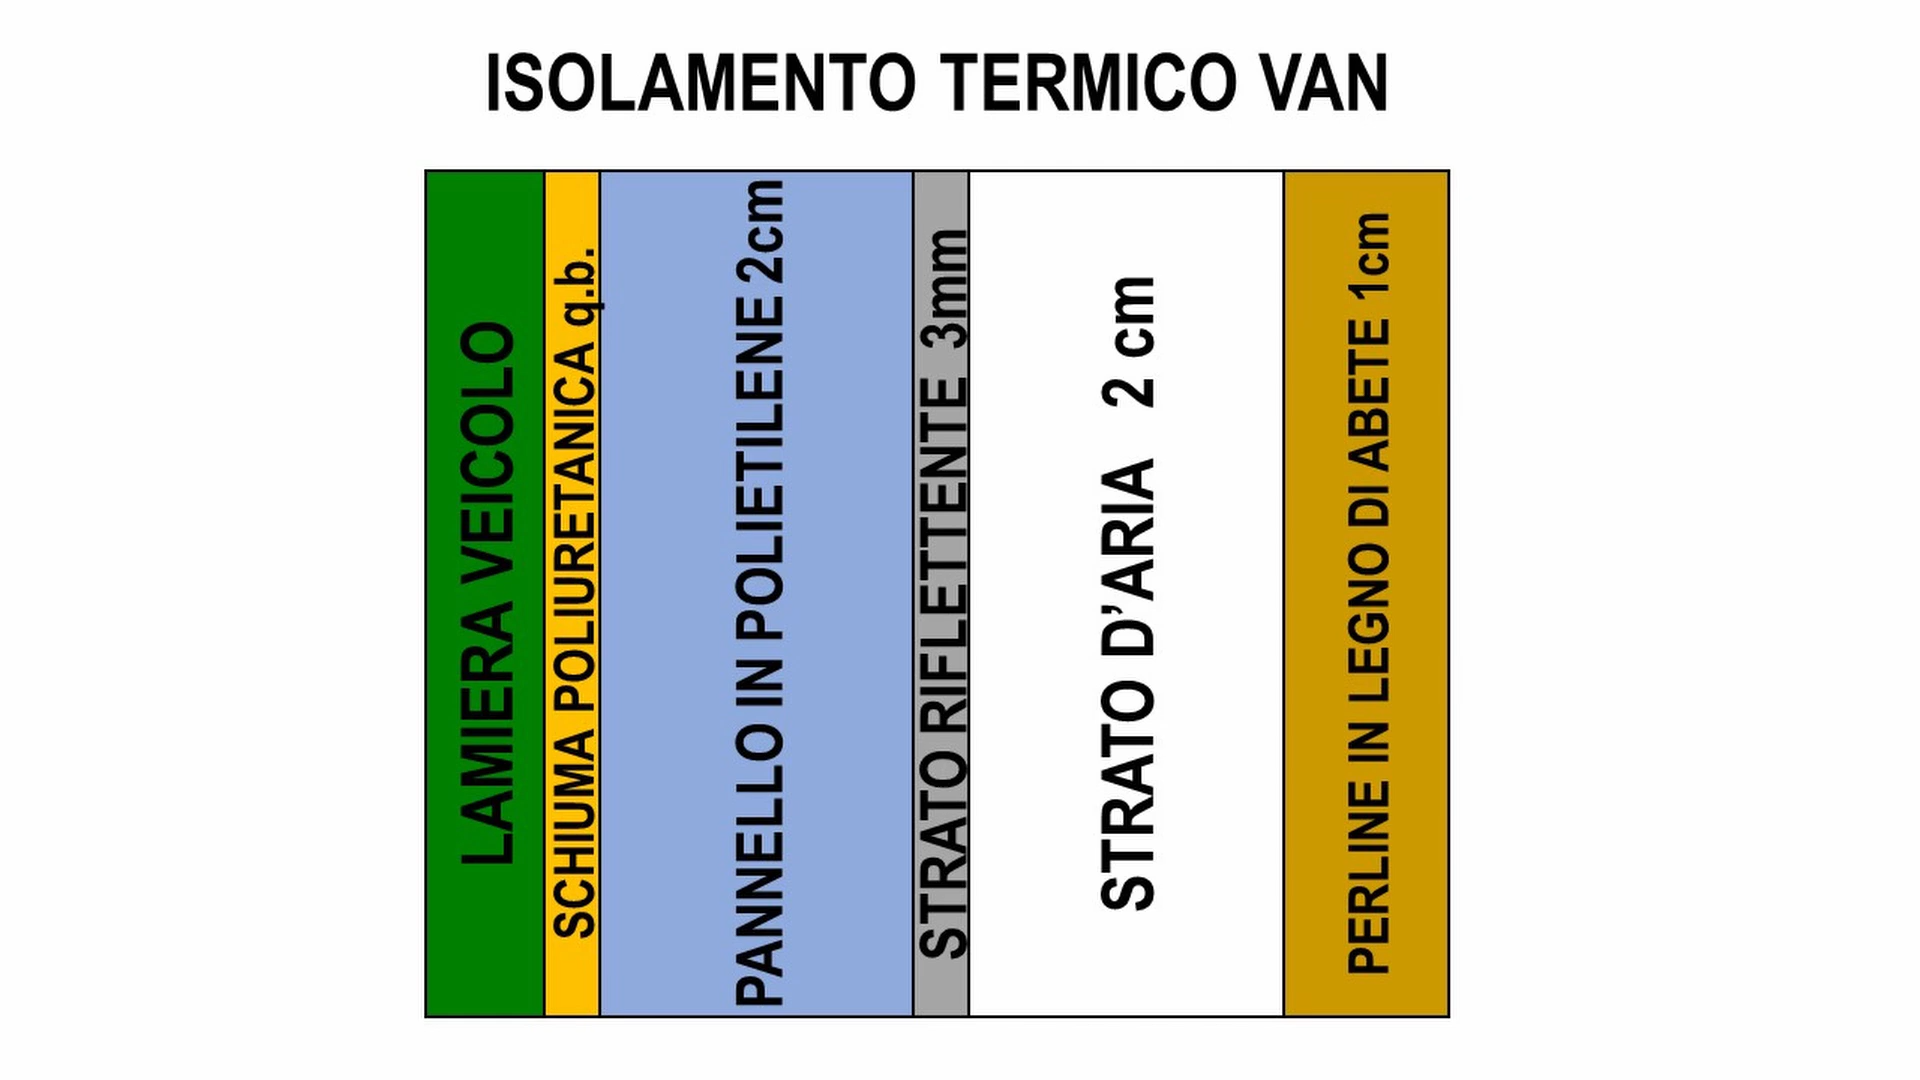 ISOLAMENTO TERMICO VAN
LAMIERA VEICOLO
SCHIUMA POLIURETANICA q.b.
PANNELLO IN POLIETILENE 2cm
STRATO RIFLETTENTE 3mm
STRATO D’ARIA 2 cm
PERLINE IN LEGNO DI ABETE 1cm